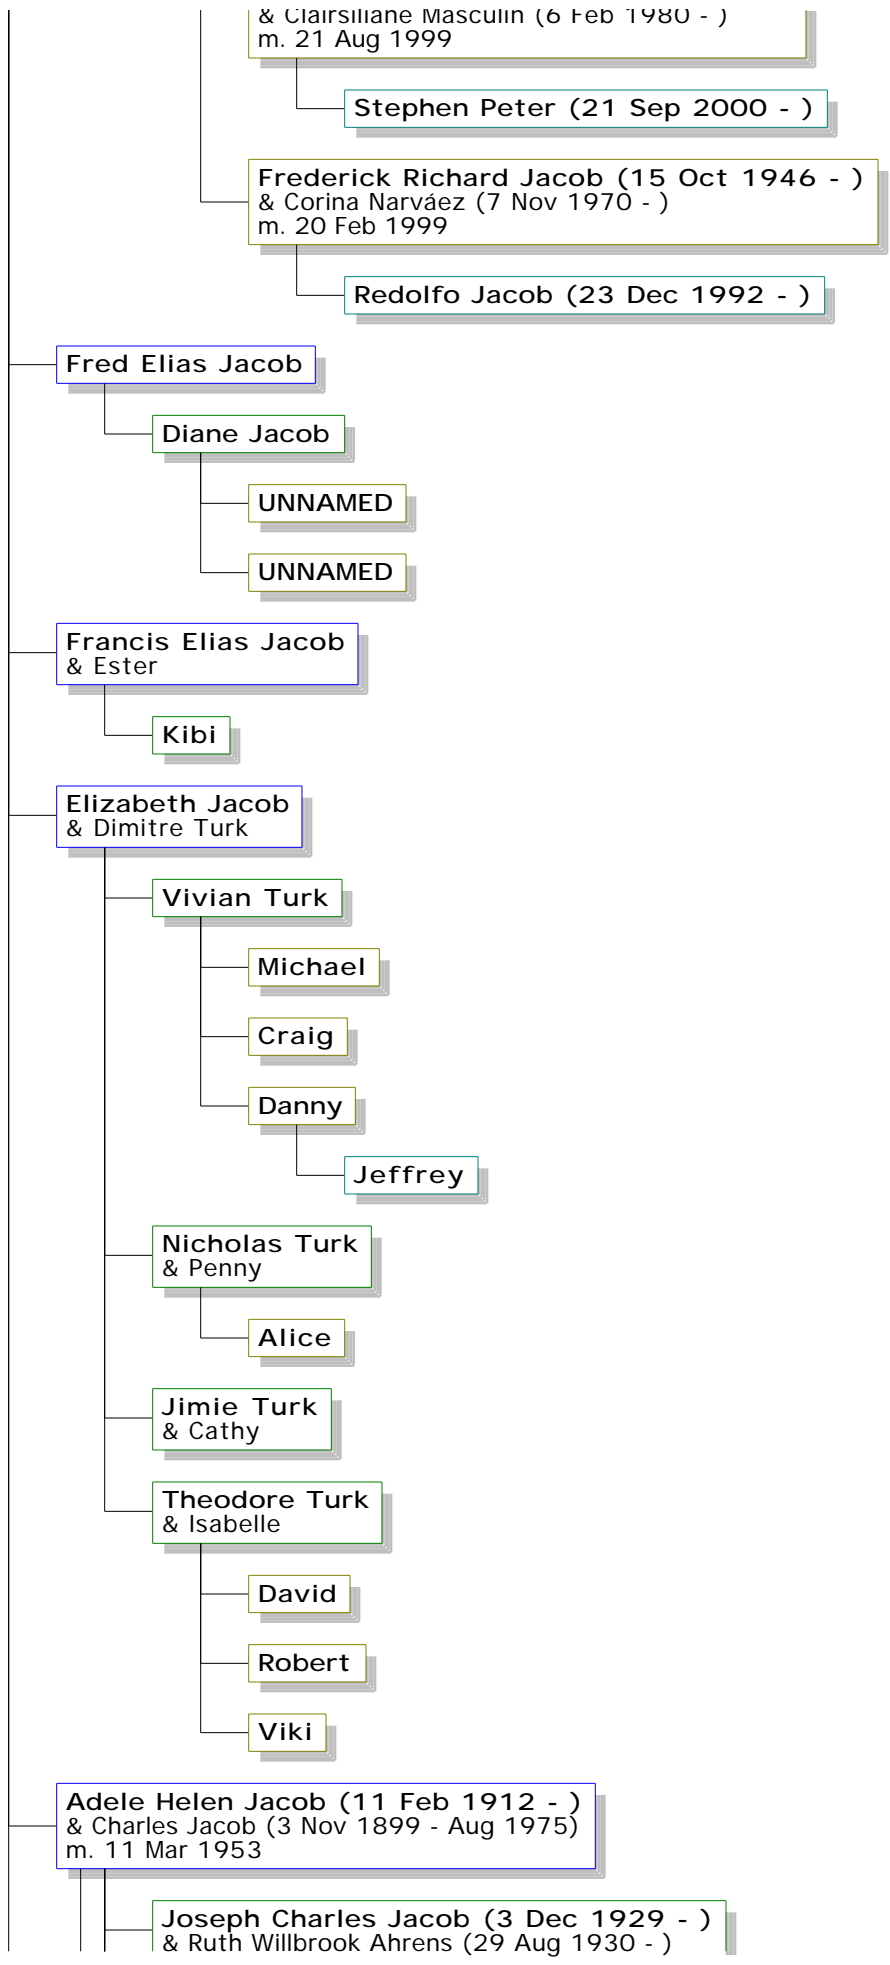 & Clairsiliane Masculin (6 Feb 1980 - )
m. 21 Aug 1999
Stephen Peter (21 Sep 2000 - )
Frederick Richard Jacob (15 Oct 1946 - )
& Corina Narváez (7 Nov 1970 - )
m. 20 Feb 1999
Redolfo Jacob (23 Dec 1992 - )
Fred Elias Jacob
Diane Jacob
UNNAMED
UNNAMED
Francis Elias Jacob
& Ester
Kibi
Elizabeth Jacob
& Dimitre Turk
Vivian Turk
Michael
Craig
Danny
Jeffrey
Nicholas Turk
& Penny
Alice
Jimie Turk
& Cathy
Theodore Turk
& Isabelle
David
Robert
Viki
Adele Helen Jacob (11 Feb 1912 - )
& Charles Jacob (3 Nov 1899 - Aug 1975)
m. 11 Mar 1953
Joseph Charles Jacob (3 Dec 1929 - )
& Ruth Willbrook Ahrens (29 Aug 1930 - )